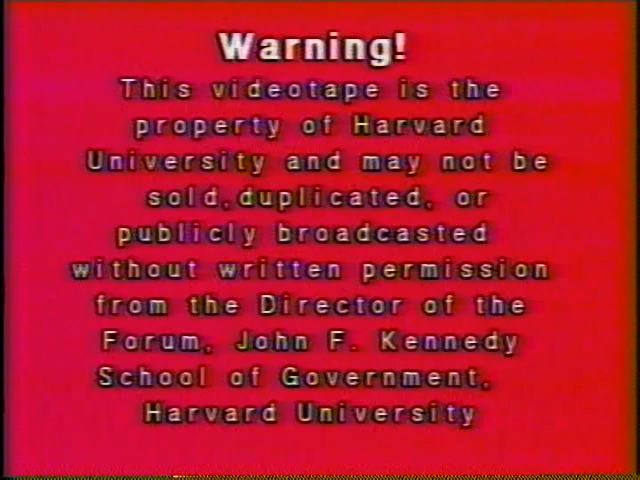 Warning!
This videotape is the
property of Harvard
University and may not be
sold,duplicated, or
publicly broadcasted
without written permission
from the Director of the
Forum, John F. Kennedy
School of Government,
Harvard University